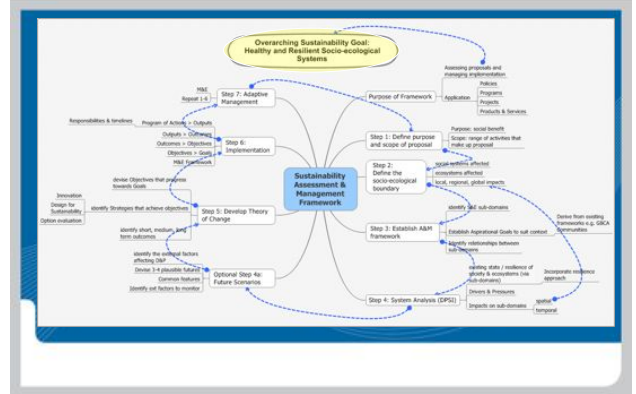 Overarching Sustainability Goal:
Healthy and Resilient Socio-ecological
Systems
Assessing proposals and
managing implementation
Purpose of Framework
Application
Policies
Programs
Projects
Products & Services
Step 1: Define purpose
and scope of proposal
Purpose: social benefit
Scope: range of activities that
make up proposal
Step 2:
Define the
socio-ecological
boundary
social systems affected
ecosystems affected
local, regional, global impacts
Sustainability
Assessment &
Management
Framework
Step 3: Establish A&M
framework
identify S&E sub-domains
Establish Aspirational Goals to suit context
Derive from existing
frameworks e.g. GBCA
Communities
Identify relationships between
sub-domains
Step 4: System Analysis (DPSI)
existing state / resilience of
society & ecosystems (via
sub-domains)
Incorporate resilience
approach
Drivers & Pressures
Impacts on sub-domains
spatial
temporal
Optional Step 4a:
Future Scenarios
identify the external factors
affecting D&P
Devise 3-4 plausible futures
Common features
Identify exit factors to monitor
Step 5: Develop Theory
of Change
devise Objectives that progress
towards Goals
identify Strategies that achieve objectives
Innovation
Design for
Sustainability
Option evaluation
identify short, medium, long
term outcomes
Step 6:
Implementation
Program of Actions > Outputs
Responsibilities & timelines
Outputs > Outcomes
Outcomes > Objectives
Objectives > Goals
M&E Framework
Step 7: Adaptive
Management
M&E
Repeat 1-6